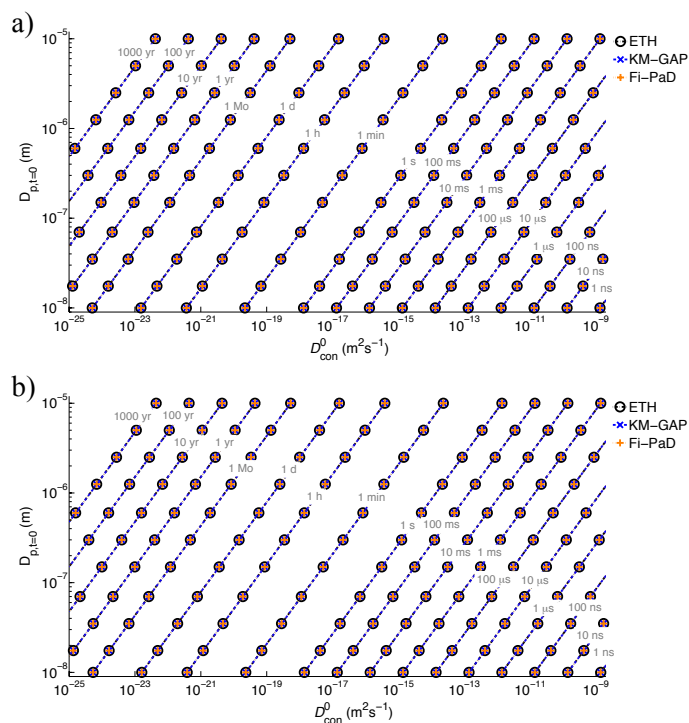 a)
10⁻⁵
10⁻⁶
10⁻⁷
10⁻⁸
D_p,t=0 (m)
1000 yr
100 yr
10 yr
1 yr
1 Mo
1 d
1 h
1 min
1 s
100 ms
10 ms
1 ms
100 μs
10 μs
1 μs
100 ns
10 ns
1 ns
ETH
KM−GAP
Fi−PaD
10⁻²⁵ 10⁻²³ 10⁻²¹ 10⁻¹⁹ 10⁻¹⁷ 10⁻¹⁵ 10⁻¹³ 10⁻¹¹ 10⁻⁹
D⁰_con (m²s⁻¹)
b)
10⁻⁵
10⁻⁶
10⁻⁷
10⁻⁸
D_p,t=0 (m)
1000 yr
100 yr
10 yr
1 yr
1 Mo
1 d
1 h
1 min
1 s
100 ms
10 ms
1 ms
100 μs
10 μs
1 μs
100 ns
10 ns
1 ns
ETH
KM−GAP
Fi−PaD
10⁻²⁵ 10⁻²³ 10⁻²¹ 10⁻¹⁹ 10⁻¹⁷ 10⁻¹⁵ 10⁻¹³ 10⁻¹¹ 10⁻⁹
D⁰_con (m²s⁻¹)